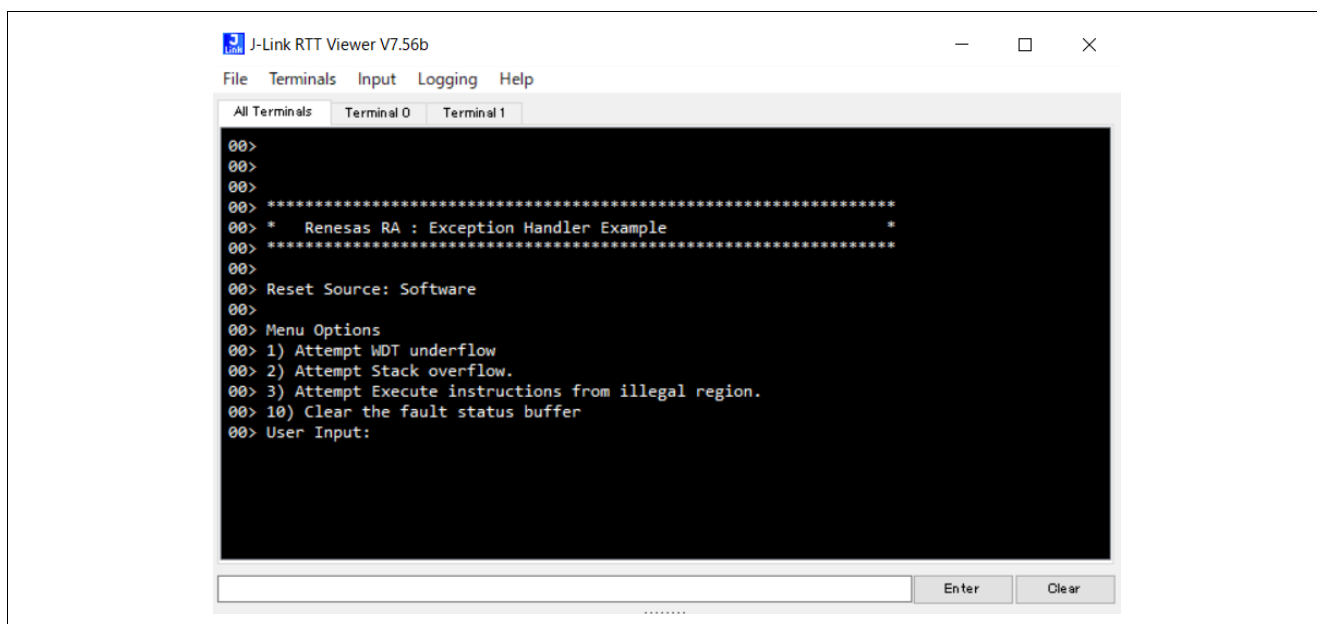 J-Link RTT Viewer V7.56b
File Terminals Input Logging Help
All Terminals Terminal 0 Terminal 1
00>
00>
00>
00> ******************************************************************
00> *   Renesas RA : Exception Handler Example                       *
00> ******************************************************************
00>
00> Reset Source: Software
00>
00> Menu Options
00> 1) Attempt WDT underflow
00> 2) Attempt Stack overflow.
00> 3) Attempt Execute instructions from illegal region.
00> 10) Clear the fault status buffer
00> User Input:
Enter Clear